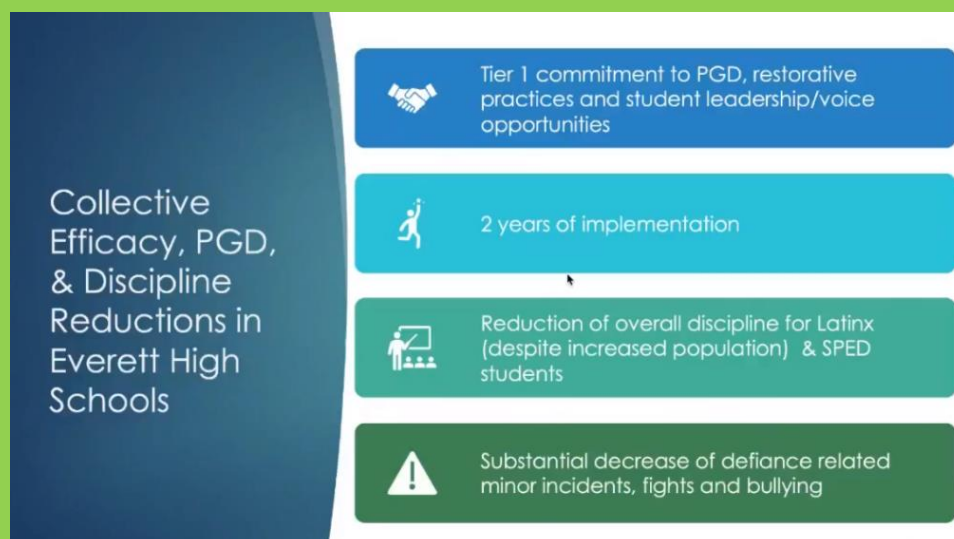 Collective
Efficacy, PGD,
& Discipline
Reductions in
Everett High
Schools
Tier 1 commitment to PGD, restorative
practices and student leadership/voice
opportunities
2 years of implementation
Reduction of overall discipline for Latinx
(despite increased population) & SPED
students
Substantial decrease of defiance related
minor incidents, fights and bullying